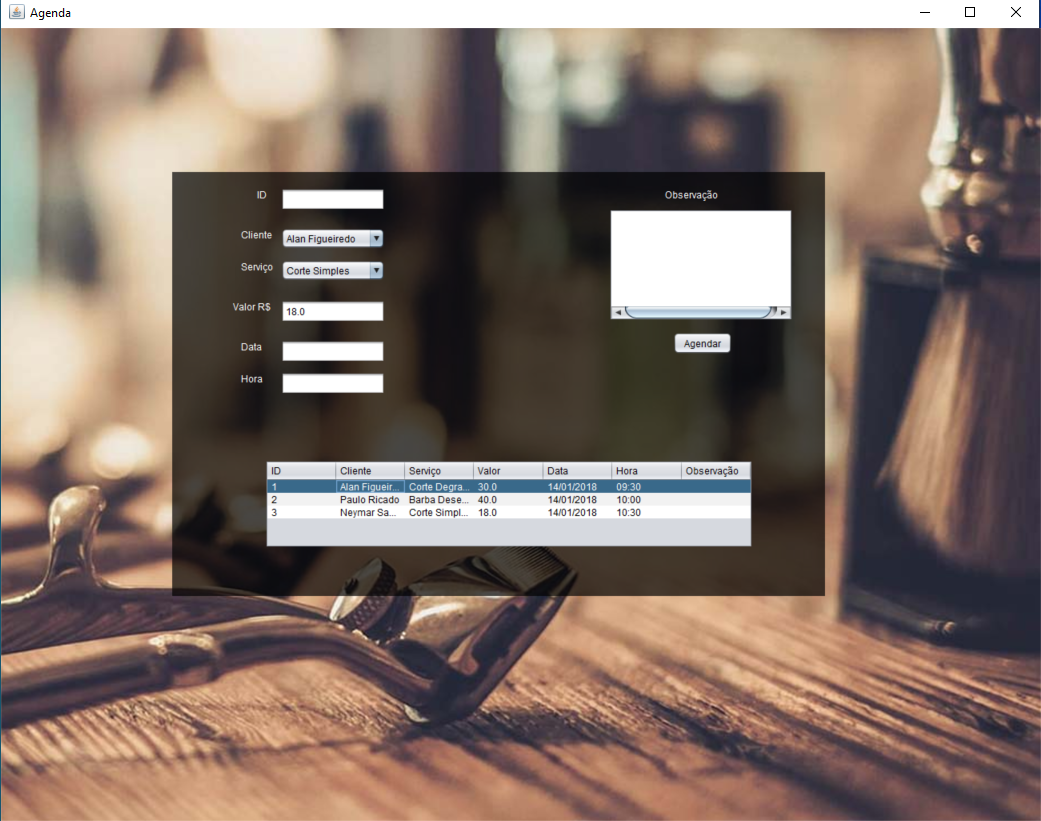 Agenda
ID
Observação
Cliente Alan Figueiredo
Serviço Corte Simples
Valor R$ 18.0
Agendar
Data
Hora
ID Cliente Serviço Valor Data Hora Observação
1 Alan Figueir... Corte Degra... 30.0 14/01/2018 09:30
2 Paulo Ricado Barba Dese... 40.0 14/01/2018 10:00
3 Neymar Sa... Corte Simpl... 18.0 14/01/2018 10:30